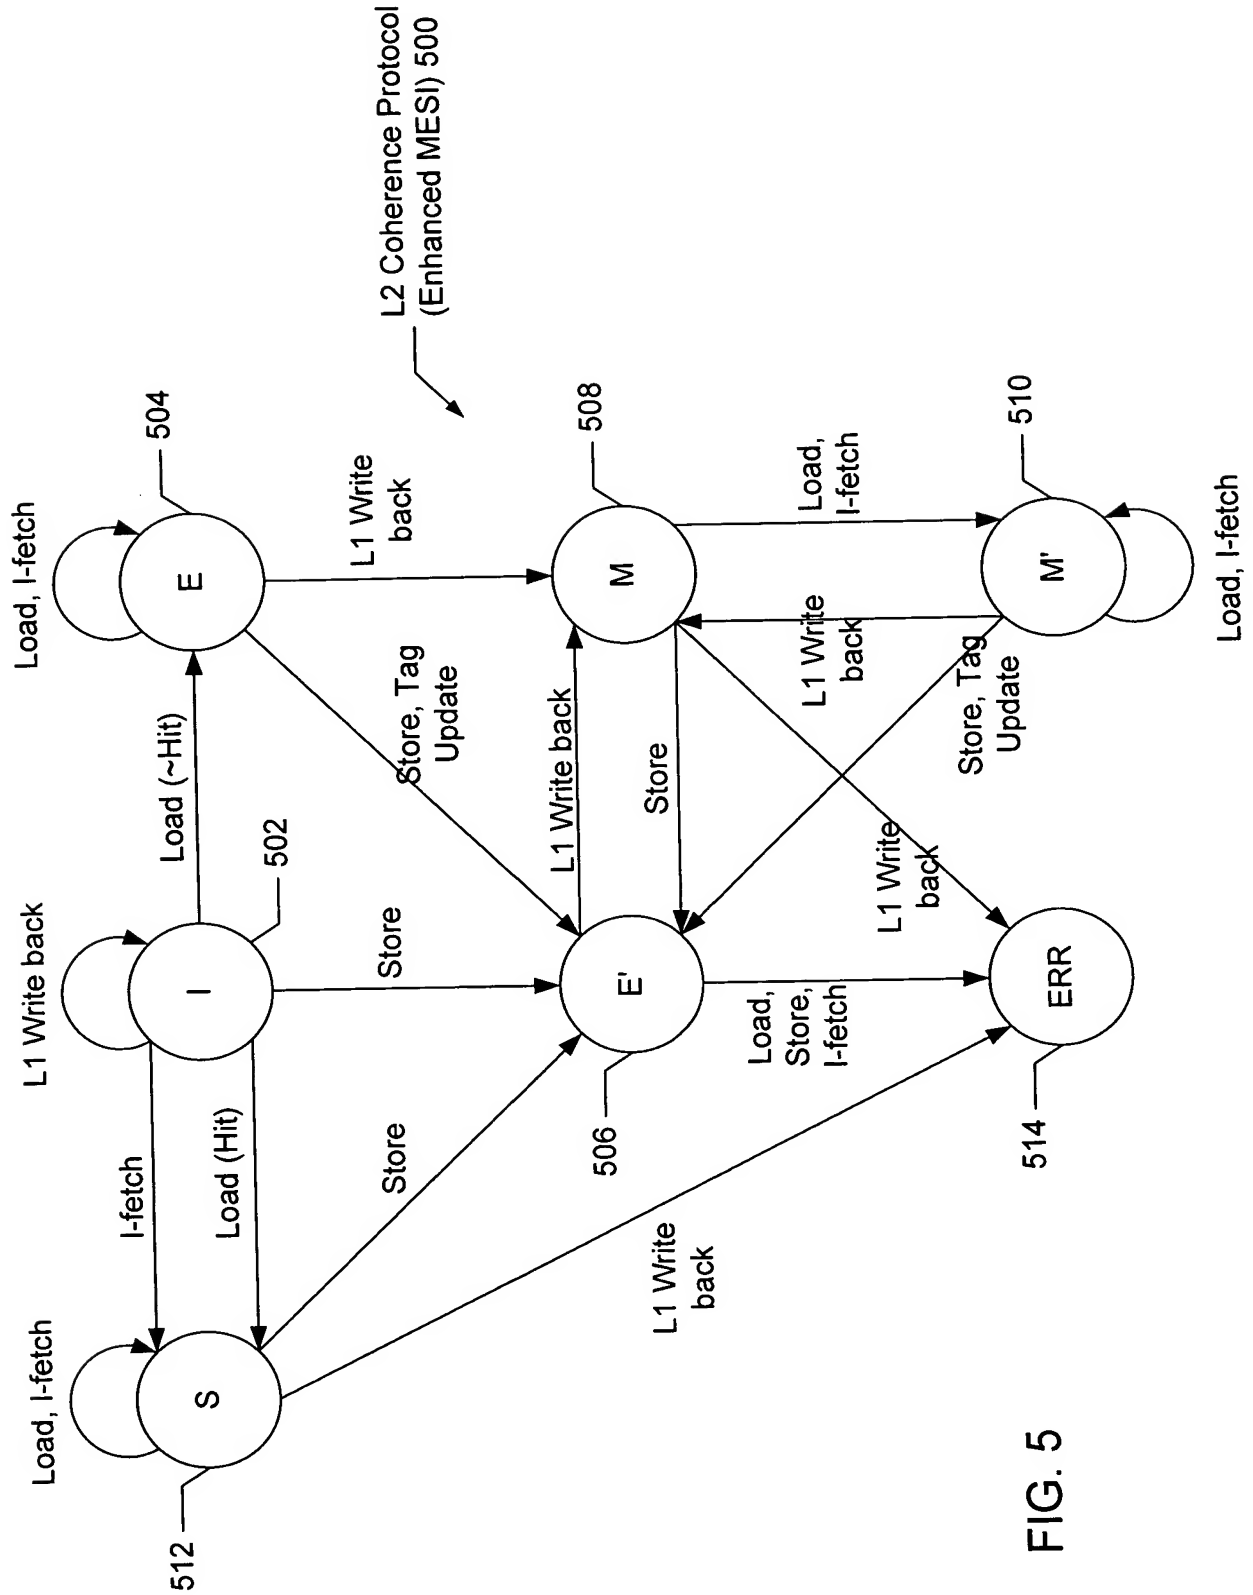 Load, I-fetch
L1 Write back
Load, I-fetch
512
S
I-fetch
Load (Hit)
I
502
Load (~Hit)
E
504
Store
Store
Store, Tag
Update
L1 Write
back
L2 Coherence Protocol
(Enhanced MESI) 500
506
E'
L1 Write back
Store
M
508
L1 Write
back
Load,
Store,
I-fetch
L1 Write
back
L1 Write
back
Store, Tag
Update
Load,
I-fetch
514
ERR
M'
510
Load, I-fetch
FIG. 5